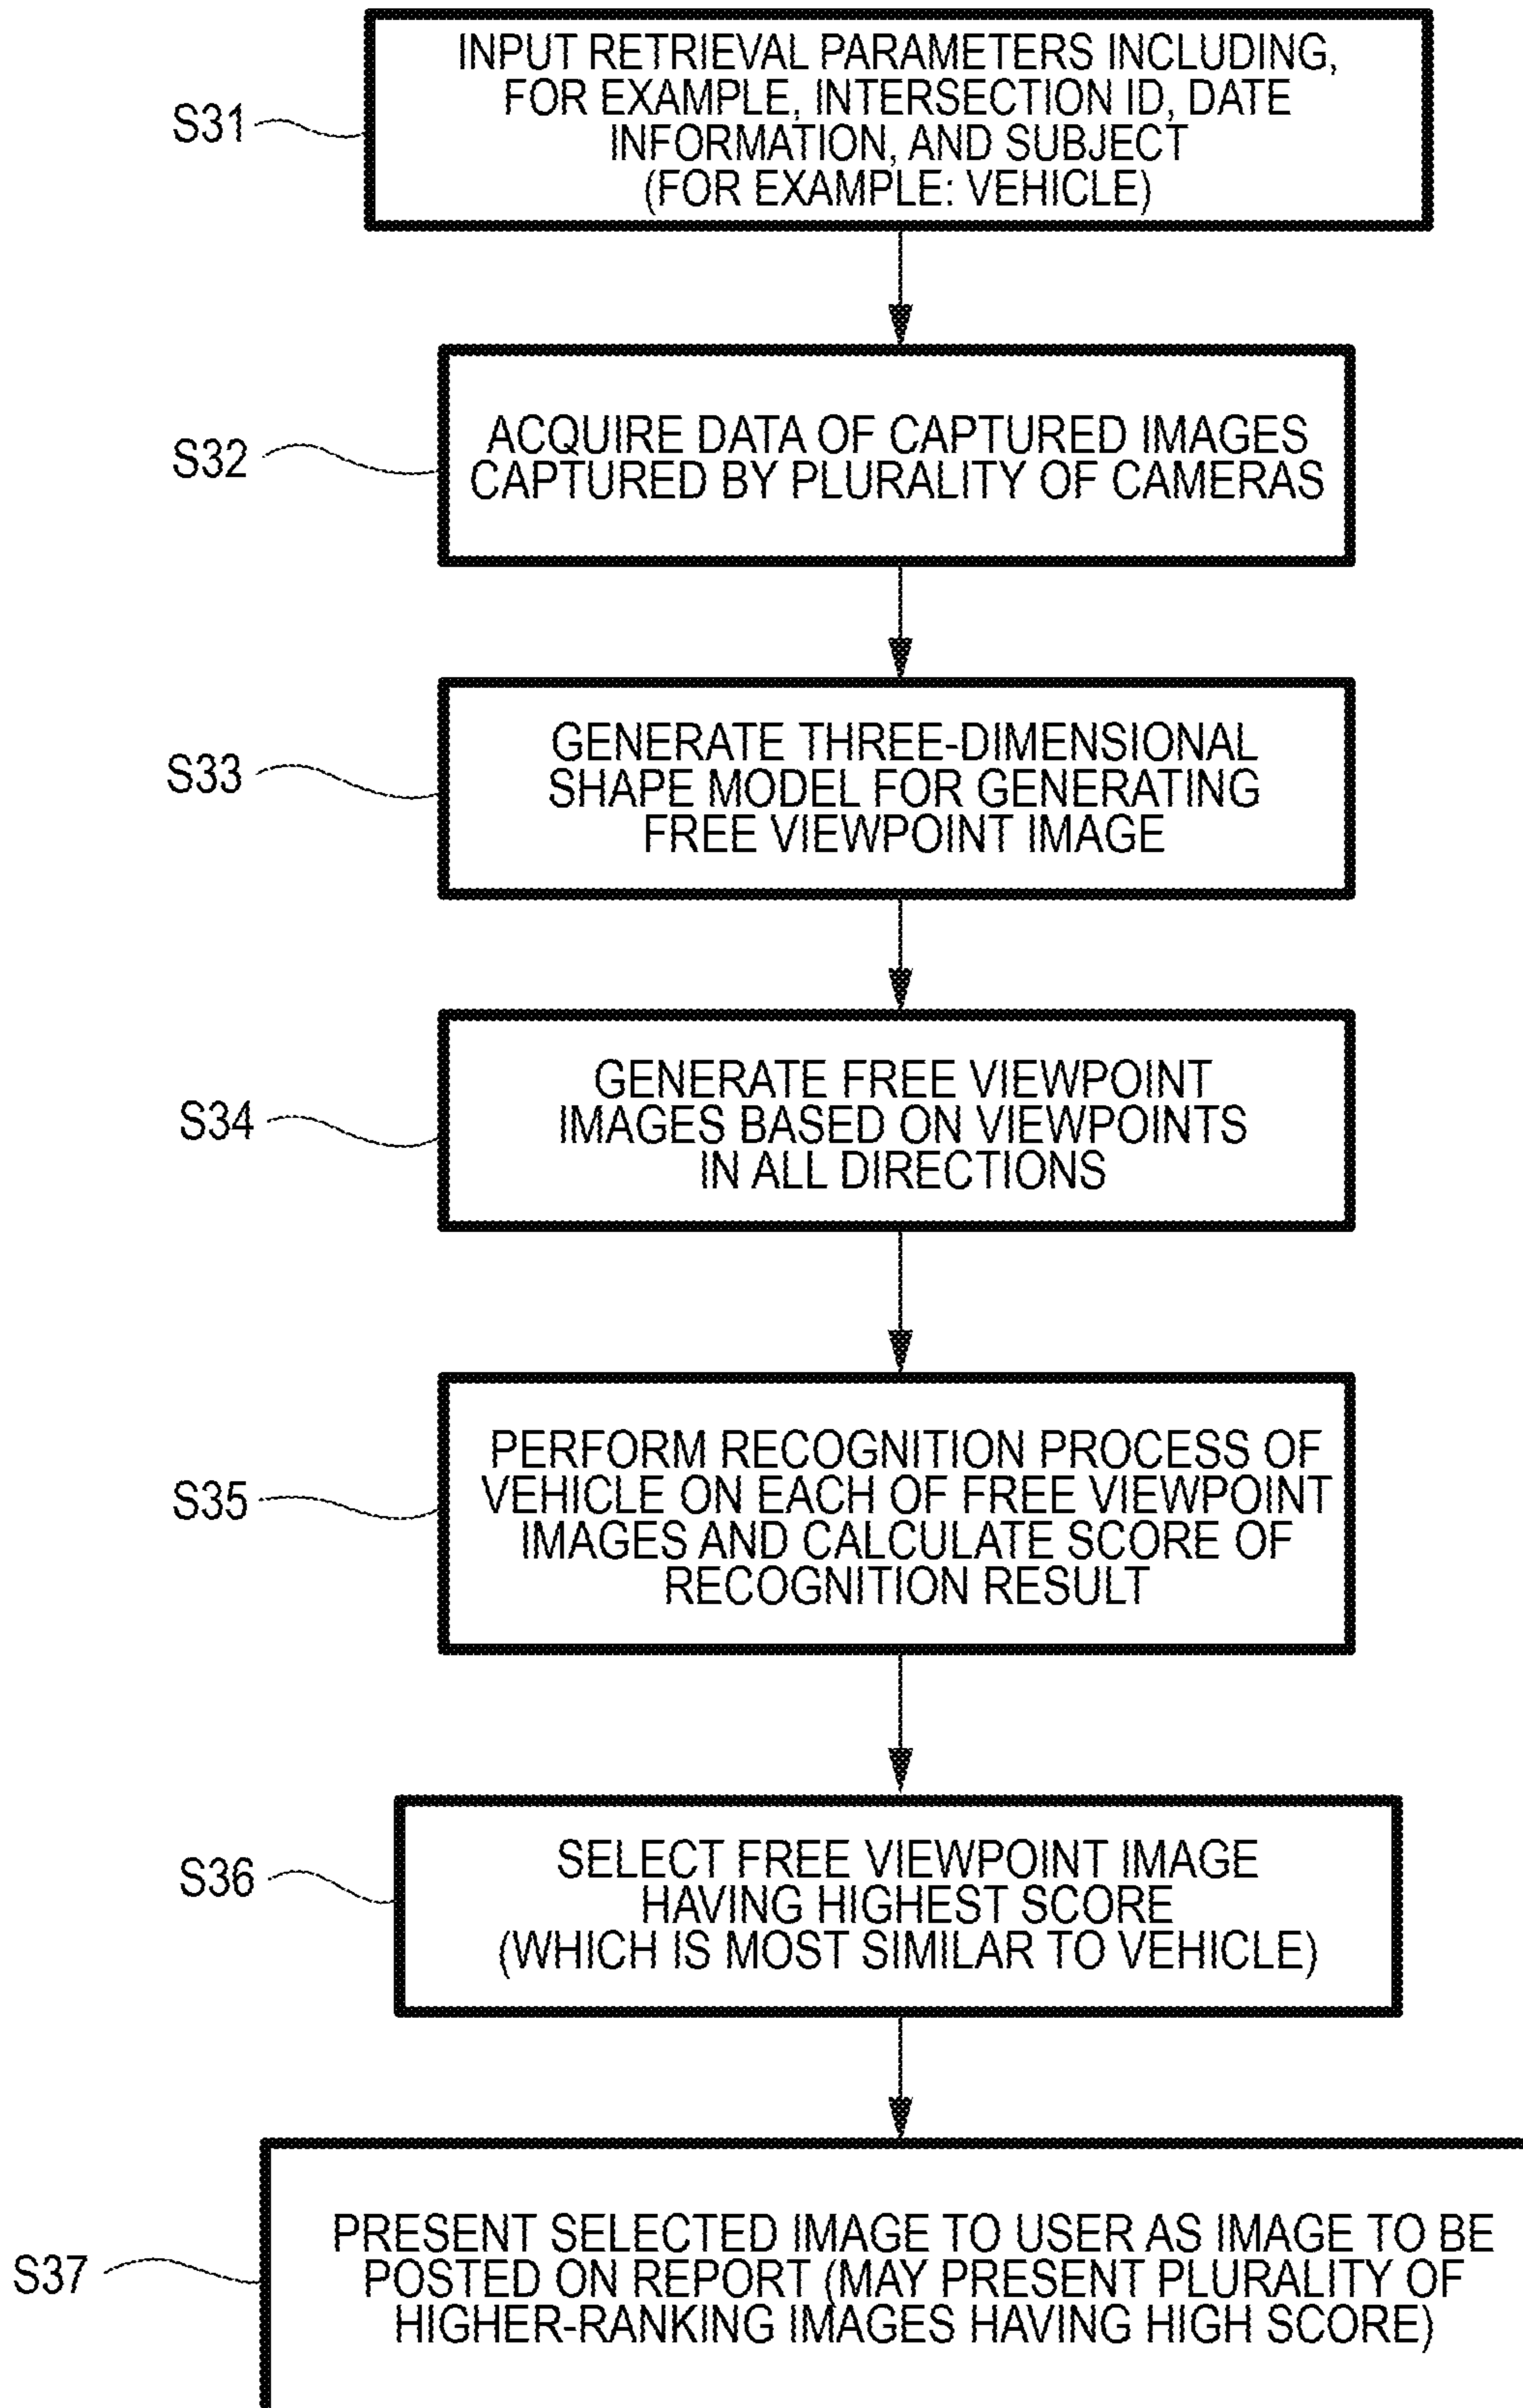 S31
INPUT RETRIEVAL PARAMETERS INCLUDING,
FOR EXAMPLE, INTERSECTION ID, DATE
INFORMATION, AND SUBJECT
(FOR EXAMPLE: VEHICLE)
S32
ACQUIRE DATA OF CAPTURED IMAGES
CAPTURED BY PLURALITY OF CAMERAS
S33
GENERATE THREE-DIMENSIONAL
SHAPE MODEL FOR GENERATING
FREE VIEWPOINT IMAGE
S34
GENERATE FREE VIEWPOINT
IMAGES BASED ON VIEWPOINTS
IN ALL DIRECTIONS
S35
PERFORM RECOGNITION PROCESS OF
VEHICLE ON EACH OF FREE VIEWPOINT
IMAGES AND CALCULATE SCORE OF
RECOGNITION RESULT
S36
SELECT FREE VIEWPOINT IMAGE
HAVING HIGHEST SCORE
(WHICH IS MOST SIMILAR TO VEHICLE)
S37
PRESENT SELECTED IMAGE TO USER AS IMAGE TO BE
POSTED ON REPORT (MAY PRESENT PLURALITY OF
HIGHER-RANKING IMAGES HAVING HIGH SCORE)